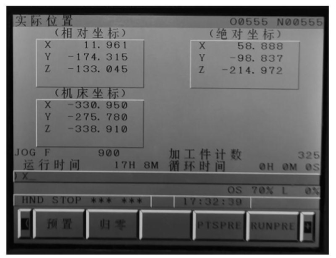 实际位置 O0555 N00555
(相对坐标) (绝对坐标)
X 11.961 X 58.888
Y -174.315 Y -98.837
Z -133.045 Z -214.972
(机床坐标)
X -330.950
Y -275.780
Z -338.910
JOG F 900 加工件计数 325
运行时间 17H 8M 循环时间 0H 0M 0S
>X_
OS 70% L 0%
HND STOP *** *** 17:32:30
预置 归零 PTSPRE RUNPRE